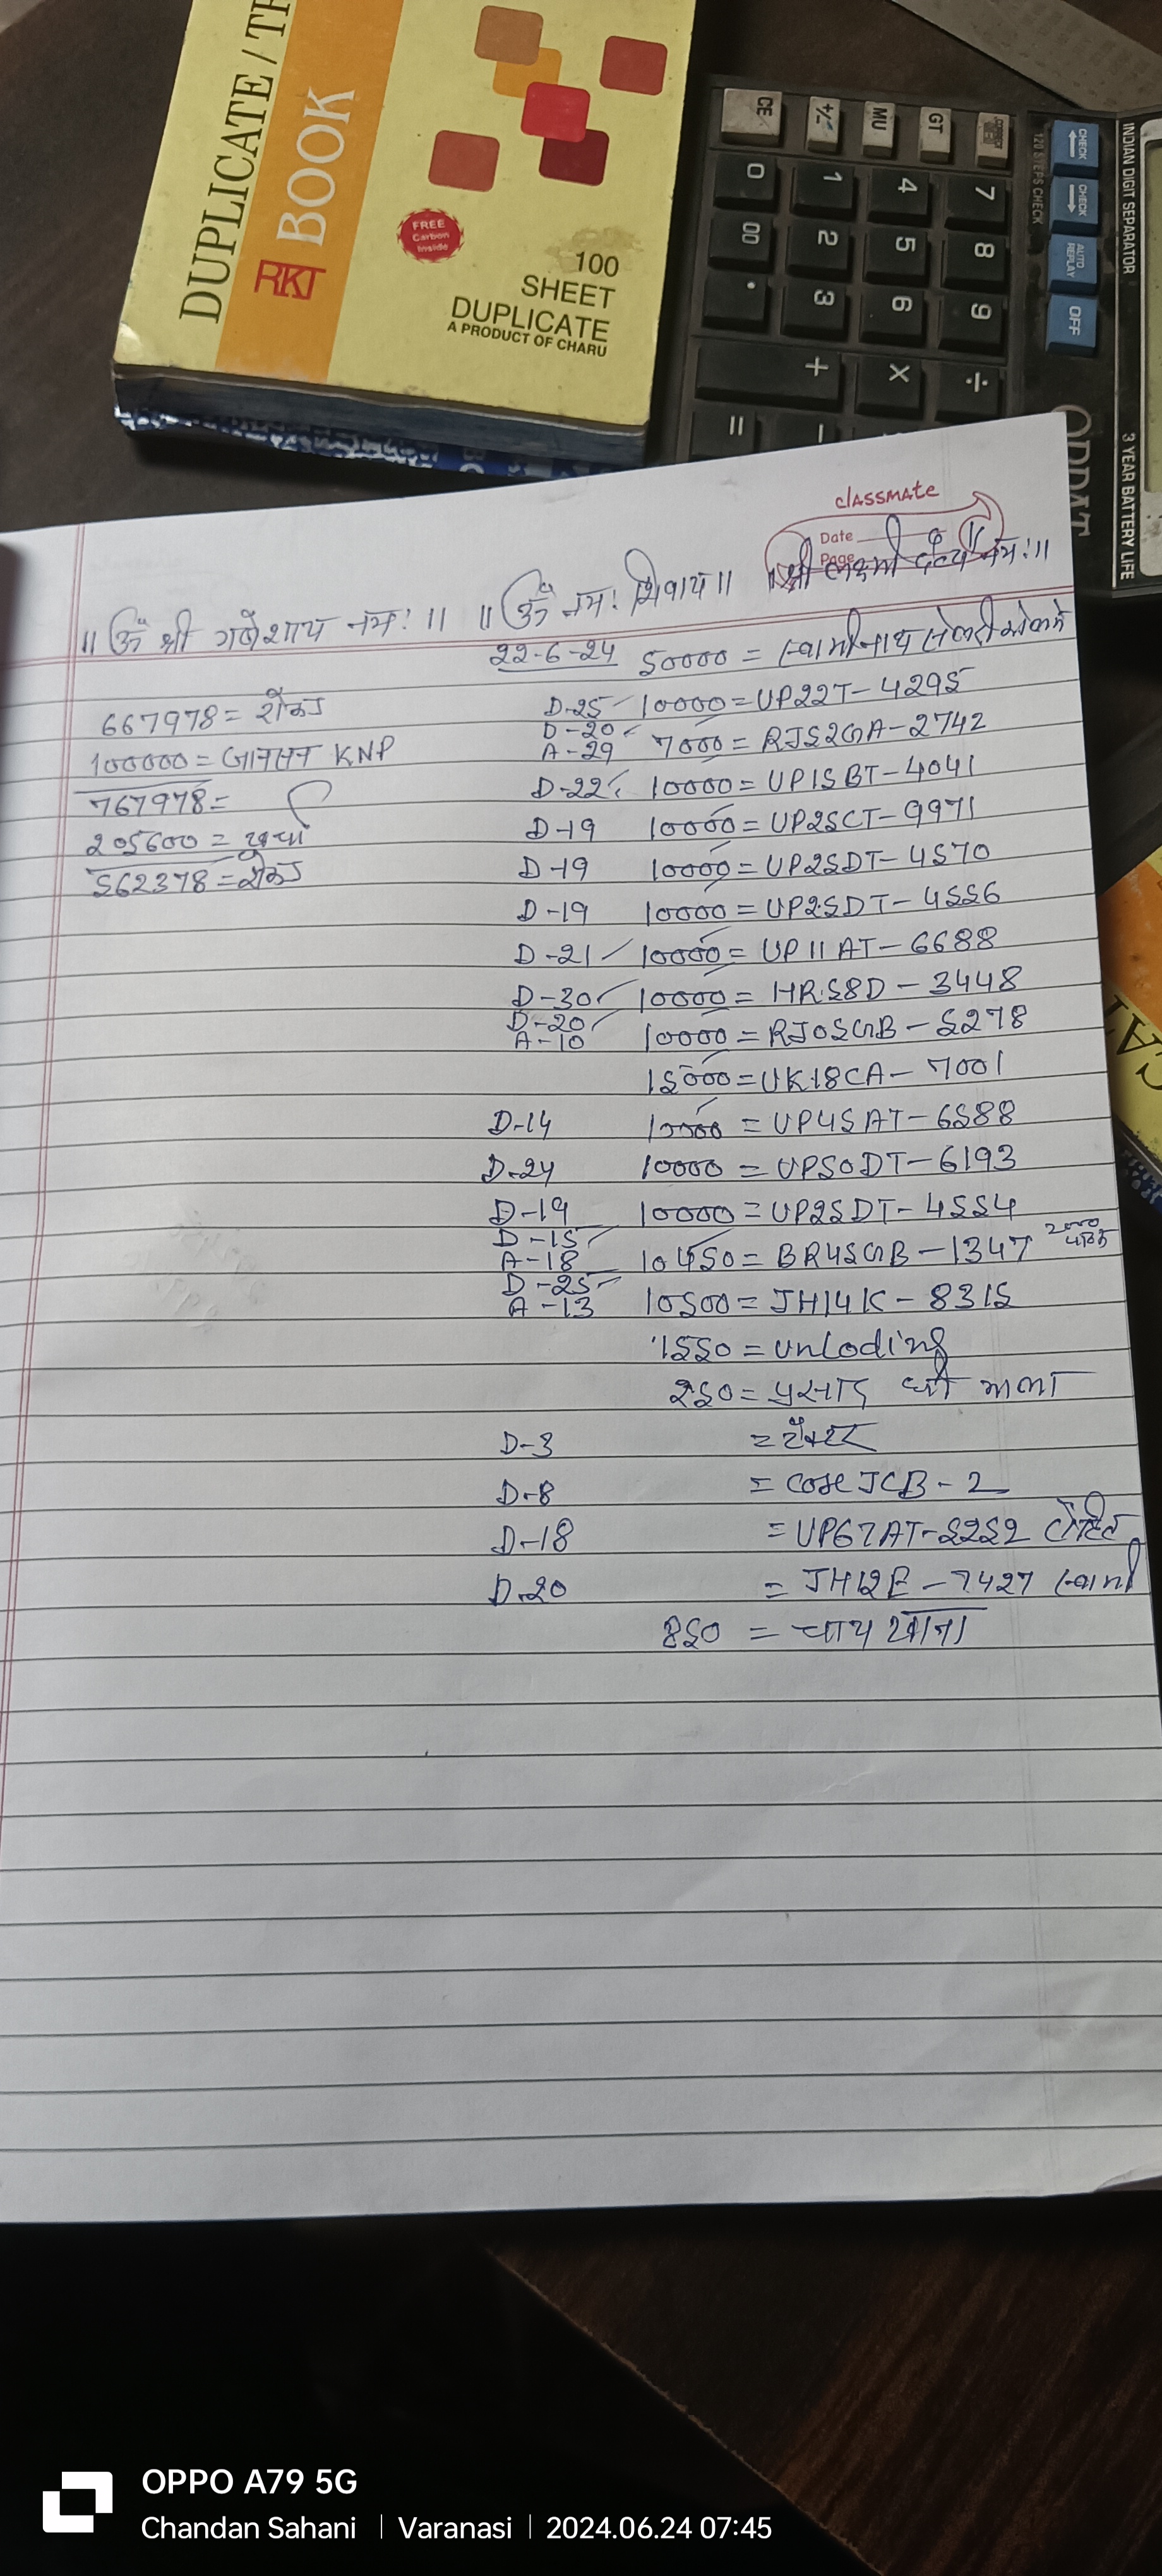 DUPLICATE / TR
RKT BOOK
FREE
Carbon
Inside
100
SHEET
DUPLICATE
A PRODUCT OF CHARU
CE +/- MU GT
0 1 4 7
00 2 5 8
. 3 6 9
+ X ÷
= -
CHECK
CHECK
AUTO REPLAY
OFF
120 STEPS CHECK
INDIAN DIGIT SEPARATOR
3 YEAR BATTERY LIFE
ORPAT
classmate
Date
Page
॥ ॐ श्री गणेशाय नमः ॥ ॥ ॐ नमः शिवाय ॥ ॥ श्री लक्ष्मी देव्य नमः ॥
22-6-24
667978 = रोकड़
100000 = KNP
767978 =
205600 = खर्चा
562378 = रोकड़
50000 = स्वामीनाथ
D-25 10000 = UP22T-4295
D-20
A-29 7000 = RJ52GA-2742
D-22 10000 = UP15BT-4041
D-19 10000 = UP25CT-9971
D-19 10000 = UP25DT-4570
D-19 10000 = UP25DT-4556
D-21 10000 = UP11AT-6688
D-30 10000 = HR58D-3448
D-20
A-10 10000 = RJ05GB-5278
15000 = UK18CA-7001
D-14 10000 = UP45AT-6588
D-24 10000 = UP50DT-6193
D-19 10000 = UP25DT-4554
D-15
A-18 10450 = BR45GB-1347 2000
D-25
A-13 10500 = JH14K-8315
1550 = unloding
250 = प्रसाद घी माला
D-3 =
D-8 = case JCB-2
D-18 = UP67AT-5252 रोहित
D-20 = JH12E-7427 स्वामी
850 = चाय खाना
OPPO A79 5G
Chandan Sahani | Varanasi | 2024.06.24 07:45